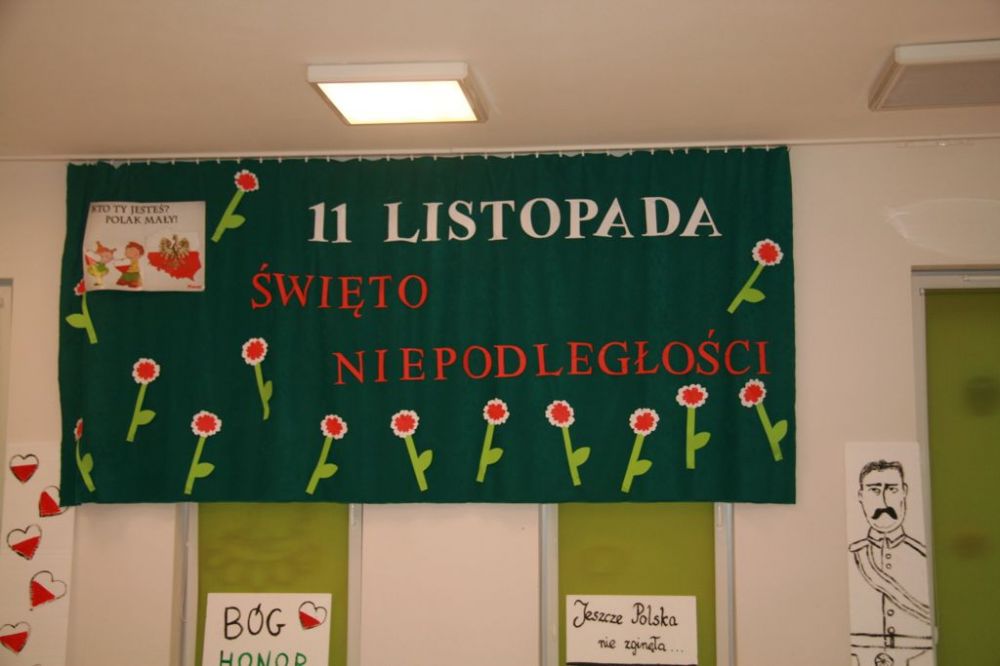 KTO TY JESTEŚ?
POLAK MAŁY!
11 LISTOPADA
ŚWIĘTO
NIEPODLEGŁOŚCI
BÓG
HONOR
Jeszcze Polska
nie zginęła...